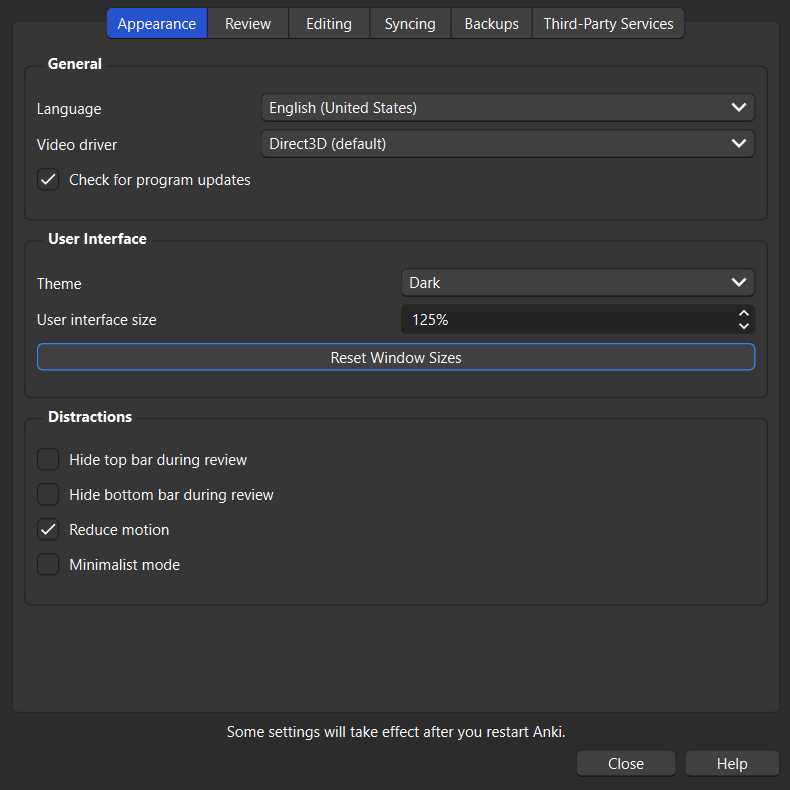 Appearance Review Editing Syncing Backups Third-Party Services
General
Language English (United States)
Video driver Direct3D (default)
Check for program updates
User Interface
Theme Dark
User interface size 125%
Reset Window Sizes
Distractions
Hide top bar during review
Hide bottom bar during review
Reduce motion
Minimalist mode
Some settings will take effect after you restart Anki.
Close Help